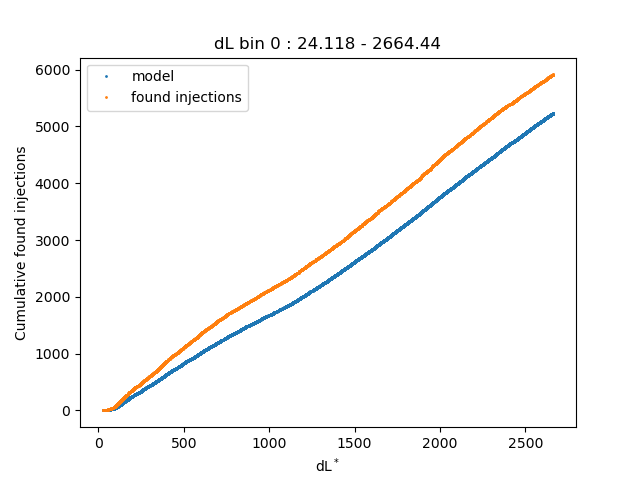 dL bin 0 : 24.118 - 2664.44
model
found injections
6000
5000
4000
3000
2000
1000
0
Cumulative found injections
0 500 1000 1500 2000 2500
dL*